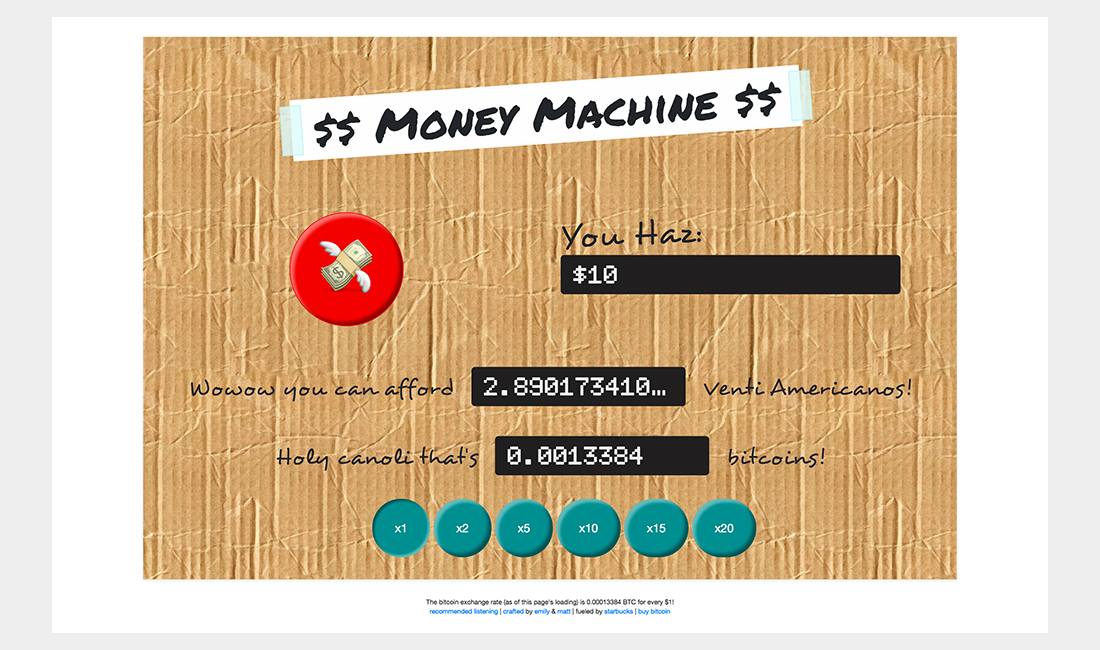 $$ Money Machine $$
You Haz:
$10
Wowow you can afford 2.890173410… Venti Americanos!
Holy canoli that's 0.0013384 bitcoins!
x1 x2 x5 x10 x15 x20
The bitcoin exchange rate (as of this page's loading) is 0.00013384 BTC for every $1!
recommended listening | crafted by emily & matt | fueled by starbucks | buy bitcoin